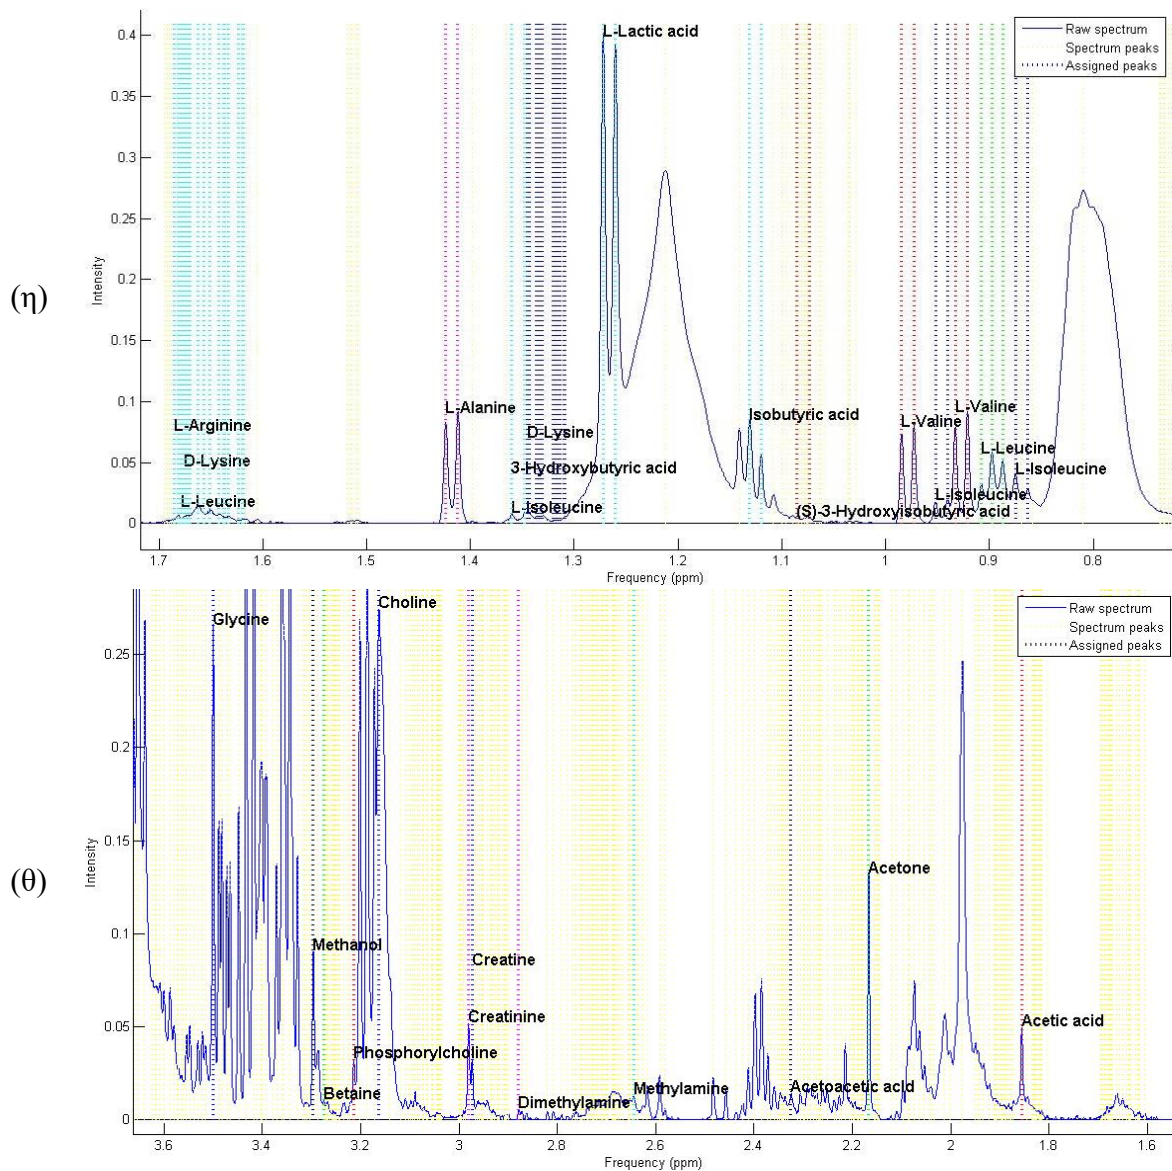 0.4
L-Lactic acid
Raw spectrum
Spectrum peaks
Assigned peaks
0.35
0.3
0.25
(η)
Intensity
0.2
0.15
0.1
L-Arginine
L-Alanine
D-Lysine
Isobutyric acid
L-Valine
L-Valine
0.05
D-Lysine
3-Hydroxybutyric acid
L-Leucine
L-Isoleucine
L-Leucine
L-Isoleucine
L-Isoleucine
(S)-3-Hydroxyisobutyric acid
0
1.7 1.6 1.5 1.4 1.3 1.2 1.1 1 0.9 0.8
Frequency (ppm)
Glycine
Choline
Raw spectrum
Spectrum peaks
Assigned peaks
0.25
0.2
0.15
(θ)
Intensity
Acetone
0.1
Methanol
Creatine
0.05
Creatinine
Acetic acid
Phosphorylcholine
Betaine
Dimethylamine
Methylamine
Acetoacetic acid
0
3.6 3.4 3.2 3 2.8 2.6 2.4 2.2 2 1.8 1.6
Frequency (ppm)